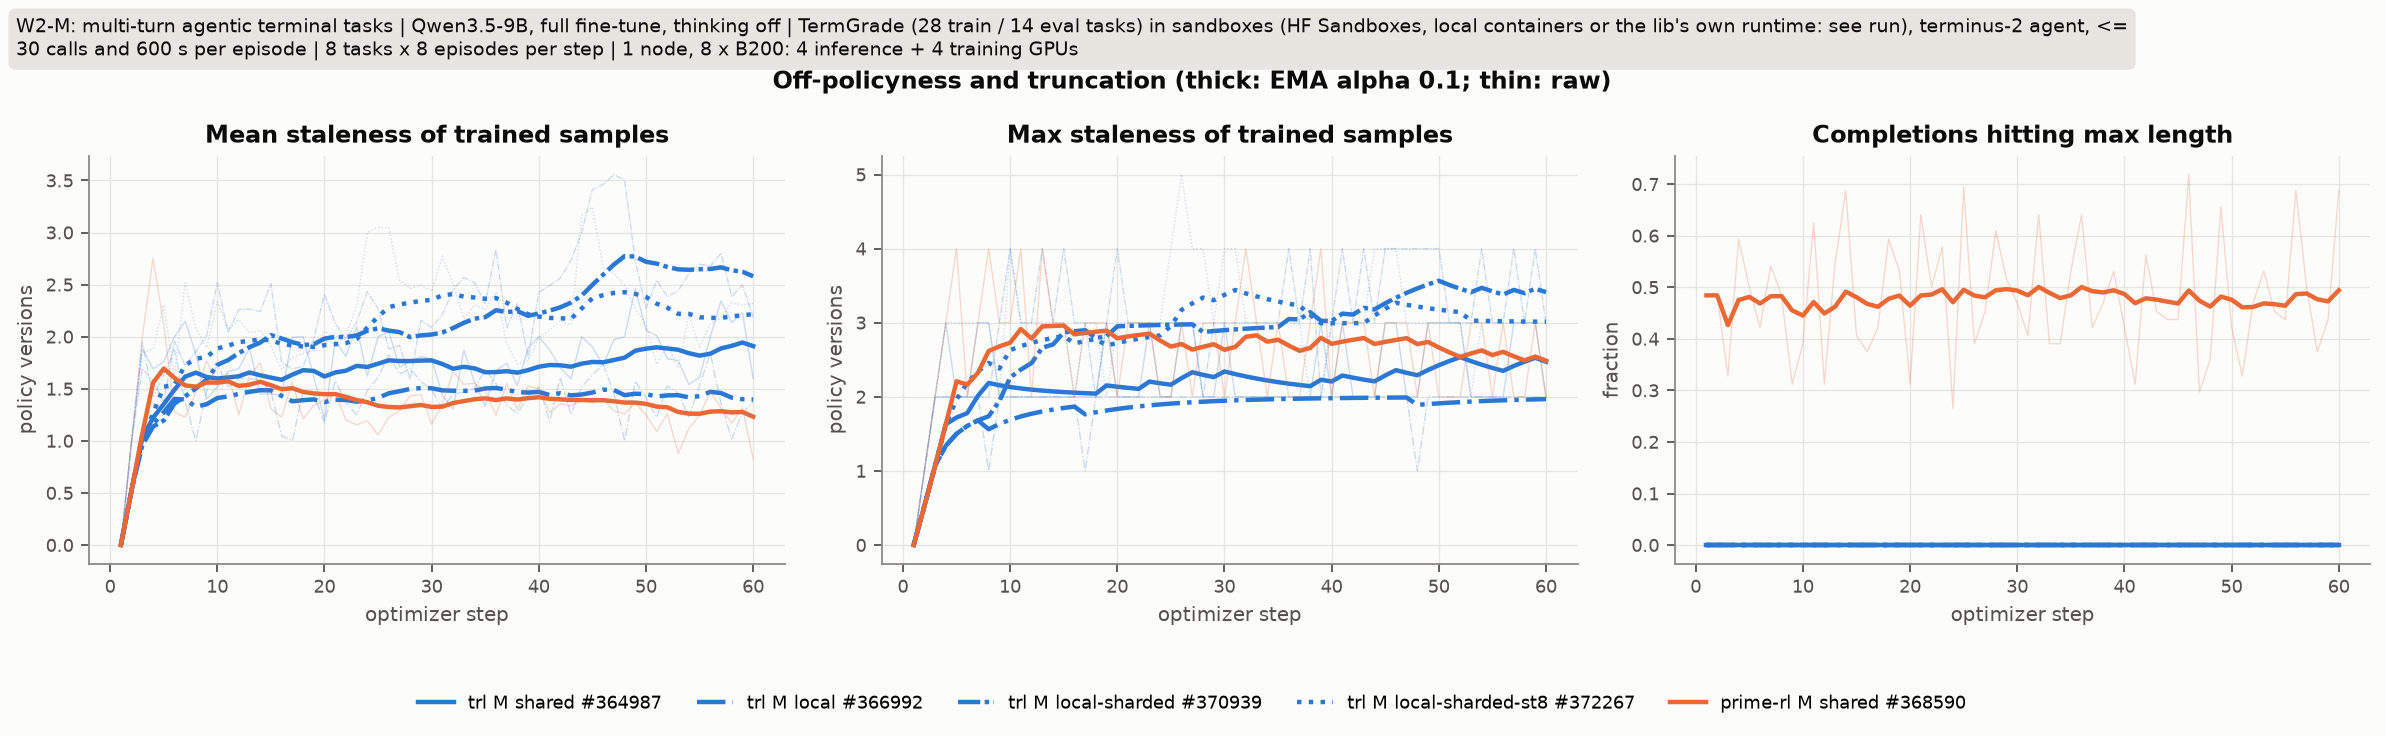 W2-M: multi-turn agentic terminal tasks | Qwen3.5-9B, full fine-tune, thinking off | TermGrade (28 train / 14 eval tasks) in sandboxes (HF Sandboxes, local containers or the lib's own runtime: see run), terminus-2 agent, <=
30 calls and 600 s per episode | 8 tasks x 8 episodes per step | 1 node, 8 x B200: 4 inference + 4 training GPUs
Off-policyness and truncation (thick: EMA alpha 0.1; thin: raw)
Mean staleness of trained samples
policy versions
3.5
3.0
2.5
2.0
1.5
1.0
0.5
0.0
0 10 20 30 40 50 60
optimizer step
Max staleness of trained samples
policy versions
5
4
3
2
1
0
0 10 20 30 40 50 60
optimizer step
Completions hitting max length
fraction
0.7
0.6
0.5
0.4
0.3
0.2
0.1
0.0
0 10 20 30 40 50 60
optimizer step
trl M shared #364987
trl M local #366992
trl M local-sharded #370939
trl M local-sharded-st8 #372267
prime-rl M shared #368590